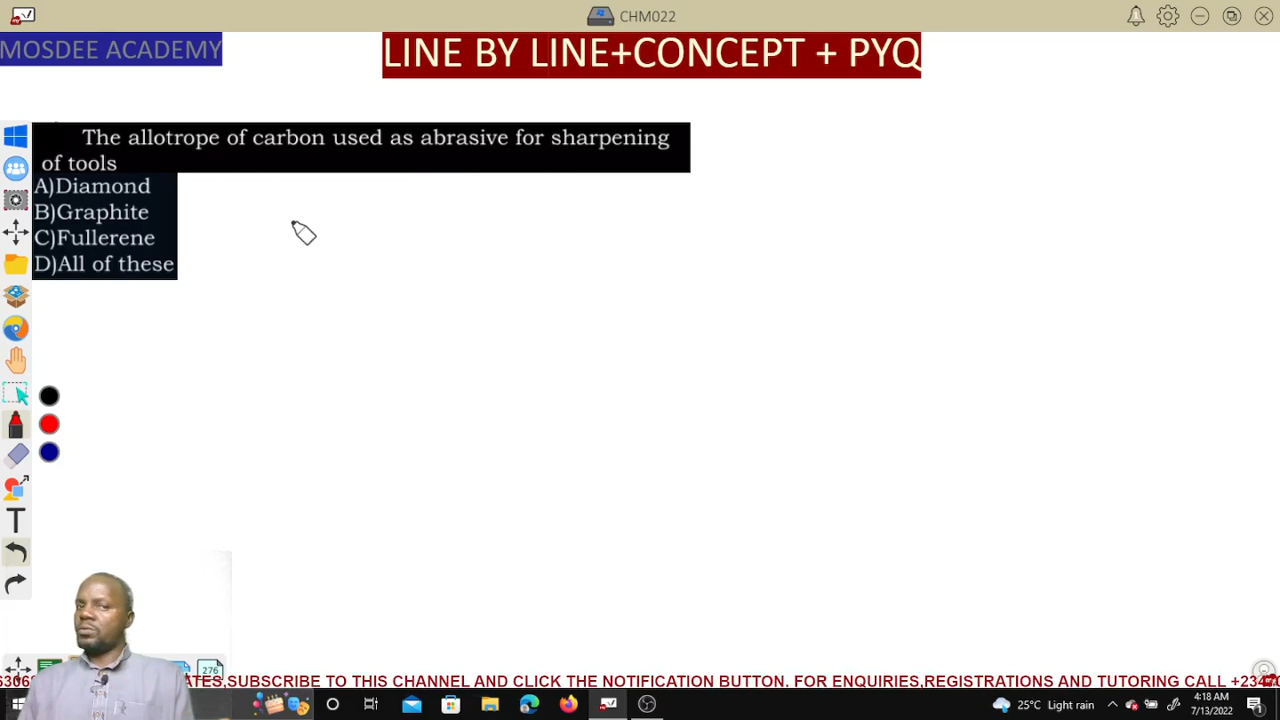 CHM022
MOSDEE ACADEMY
LINE BY LINE+CONCEPT + PYQ
The allotrope of carbon used as abrasive for sharpening
of tools
A)Diamond
B)Graphite
C)Fullerene
D)All of these
276
ATES,SUBSCRIBE TO THIS CHANNEL AND CLICK THE NOTIFICATION BUTTON. FOR ENQUIRIES,REGISTRATIONS AND TUTORING CALL
25°C Light rain
4:18 AM
7/13/2022